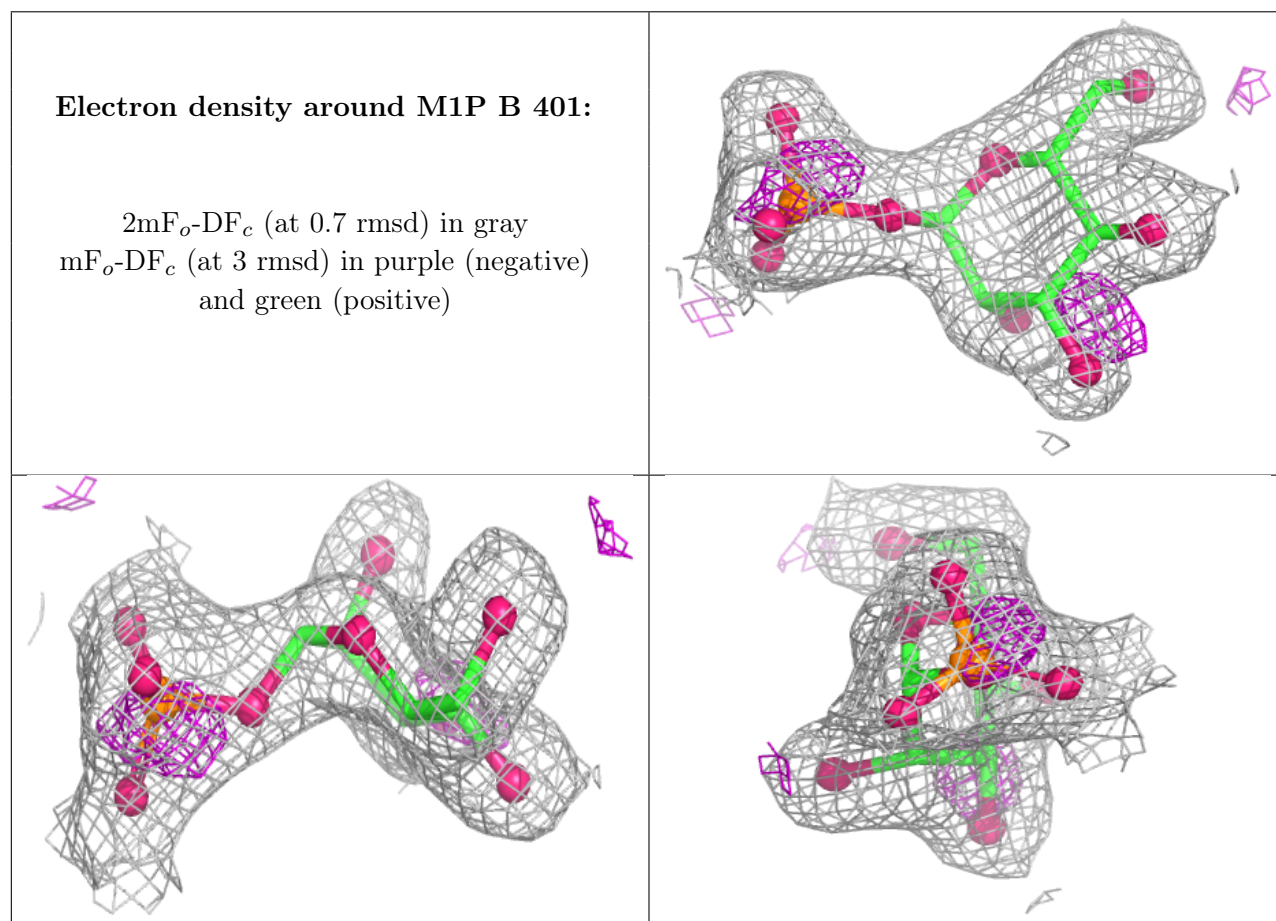 Electron density around M1P B 401:
2mFₒ-DF𝒸 (at 0.7 rmsd) in gray
mFₒ-DF𝒸 (at 3 rmsd) in purple (negative)
and green (positive)